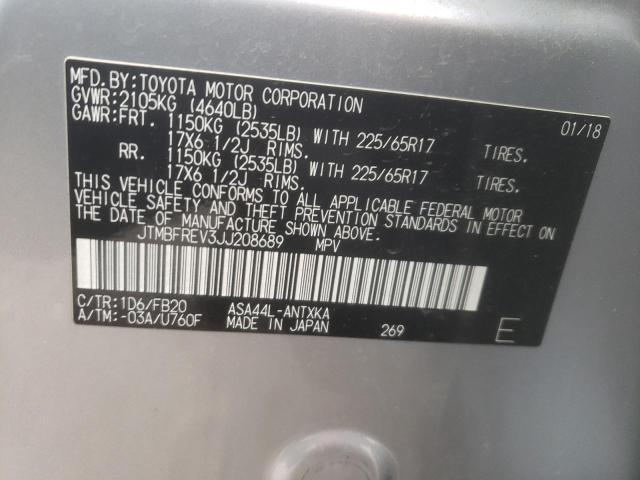 MFD.BY:TOYOTA MOTOR CORPORATION 01/18
GVWR:2105KG (4640LB)
GAWR:FRT. 1150KG (2535LB) WITH 225/65R17 TIRES.
17X6 1/2J RIMS.
RR. 1150KG (2535LB) WITH 225/65R17 TIRES.
17X6 1/2J RIMS.
THIS VEHICLE CONFORMS TO ALL APPLICABLE FEDERAL MOTOR
VEHICLE SAFETY AND THEFT PREVENTION STANDARDS IN EFFECT ON
THE DATE OF MANUFACTURE SHOWN ABOVE.
JTMBFREV3JJ208689 MPV
C/TR:1D6/FB20 ASA44L-ANTXKA
A/TM:-03A/U760F MADE IN JAPAN 269 E